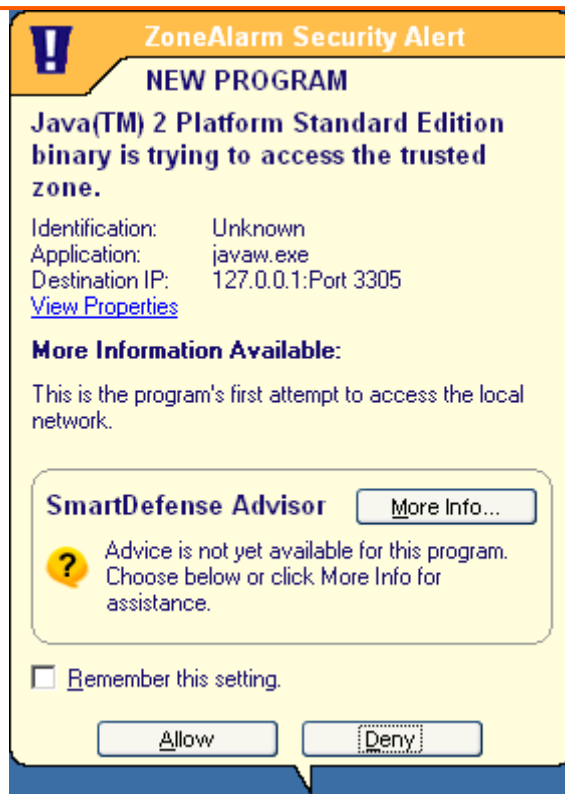 ZoneAlarm Security Alert
NEW PROGRAM
Java(TM) 2 Platform Standard Edition
binary is trying to access the trusted
zone.
Identification: Unknown
Application: javaw.exe
Destination IP: 127.0.0.1:Port 3305
View Properties
More Information Available:
This is the program's first attempt to access the local
network.
SmartDefense Advisor More Info...
Advice is not yet available for this program.
Choose below or click More Info for
assistance.
Remember this setting.
Allow Deny